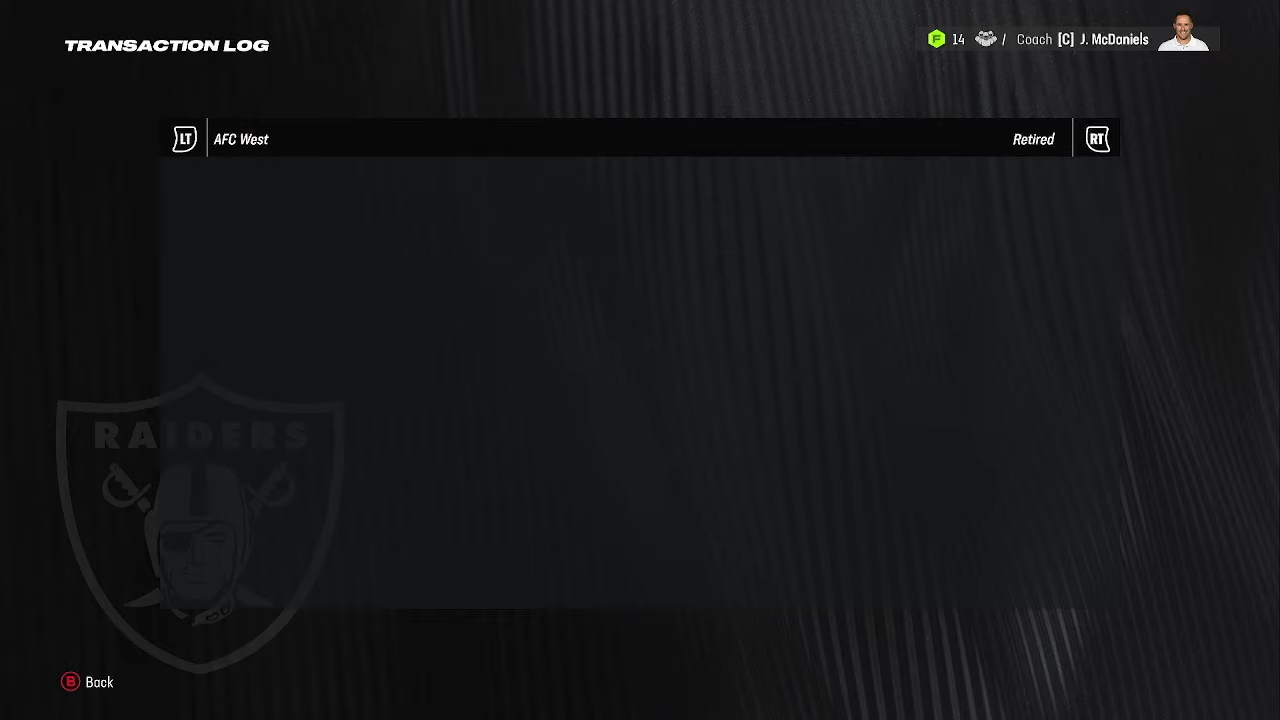 TRANSACTION LOG
F 14 / Coach [C] J. McDaniels
LT AFC West Retired RT
RAIDERS
B Back